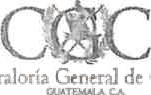 CGC
raloría General de
GUATEMALA, C.A.